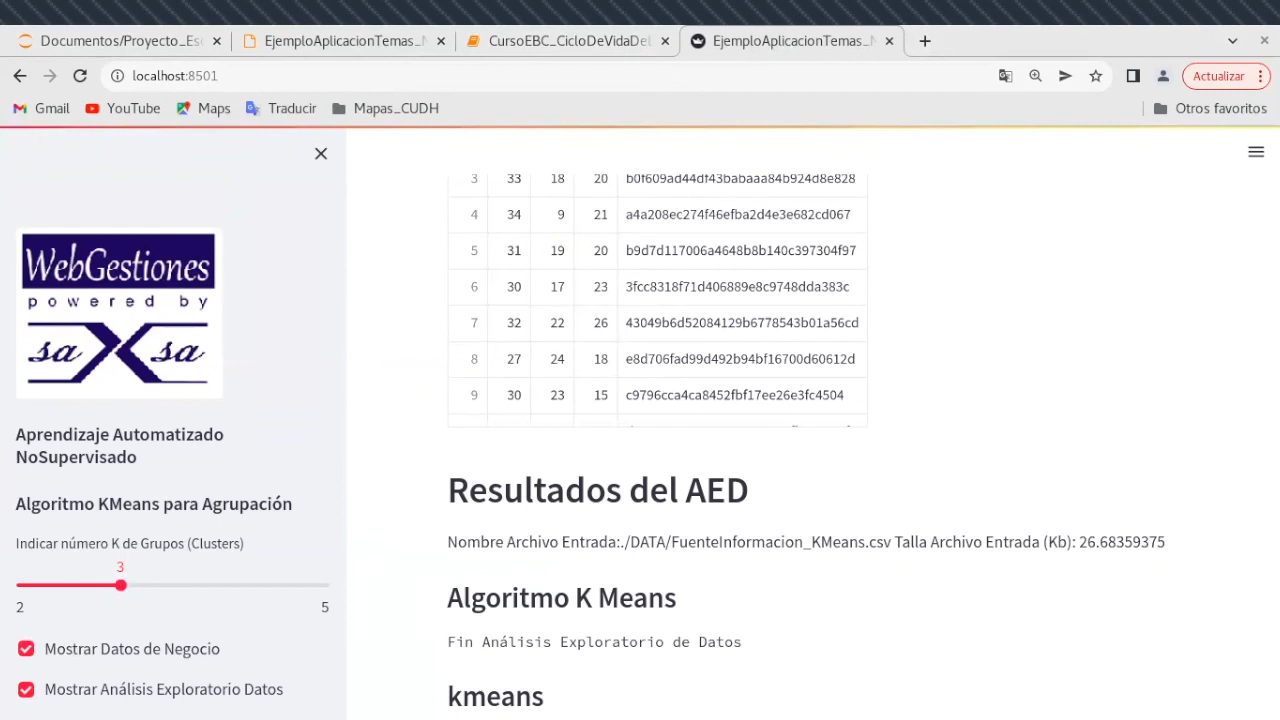 Documentos/Proyecto_Es
EjemploAplicacionTemas_
CursoEBC_CicloDeVidaDe
EjemploAplicacionTemas_
localhost:8501
Actualizar
Gmail
YouTube
Maps
Traducir
Mapas_CUDH
Otros favoritos
WebGestiones
powered by
saXsa
Aprendizaje Automatizado
NoSupervisado
Algoritmo KMeans para Agrupación
Indicar número K de Grupos (Clusters)
3
2 5
Mostrar Datos de Negocio
Mostrar Análisis Exploratorio Datos
3 33 18 20 b0f609ad44df43babaaa84b924d8e828
4 34 9 21 a4a208ec274f46efba2d4e3e682cd067
5 31 19 20 b9d7d117006a4648b8b140c397304f97
6 30 17 23 3fcc8318f71d406889e8c9748dda383c
7 32 22 26 43049b6d52084129b6778543b01a56cd
8 27 24 18 e8d706fad99d492b94bf16700d60612d
9 30 23 15 c9796cca4ca8452fbf17ee26e3fc4504
Resultados del AED
Nombre Archivo Entrada:./DATA/FuenteInformacion_KMeans.csv Talla Archivo Entrada (Kb): 26.68359375
Algoritmo K Means
Fin Análisis Exploratorio de Datos
kmeans